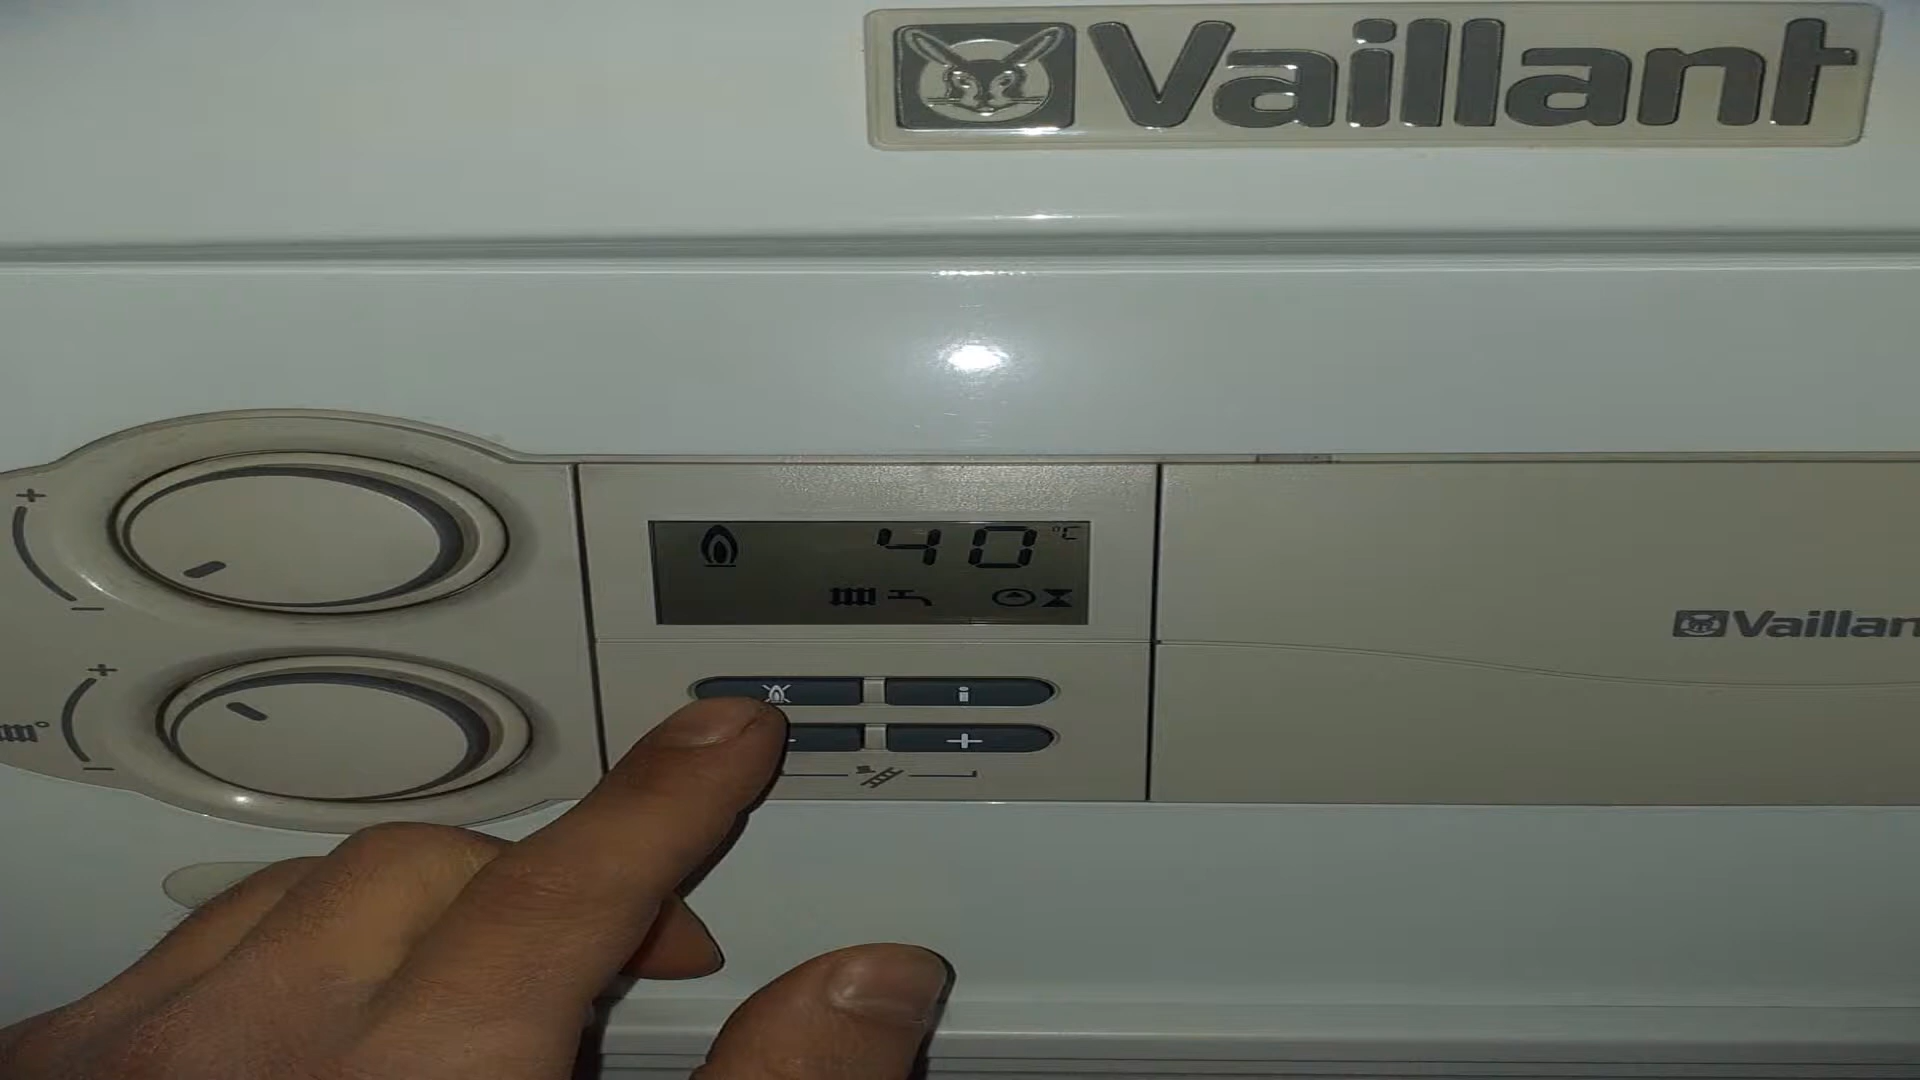 Vaillant
+
40 °C
−
Vaillan
+
i
- +
−